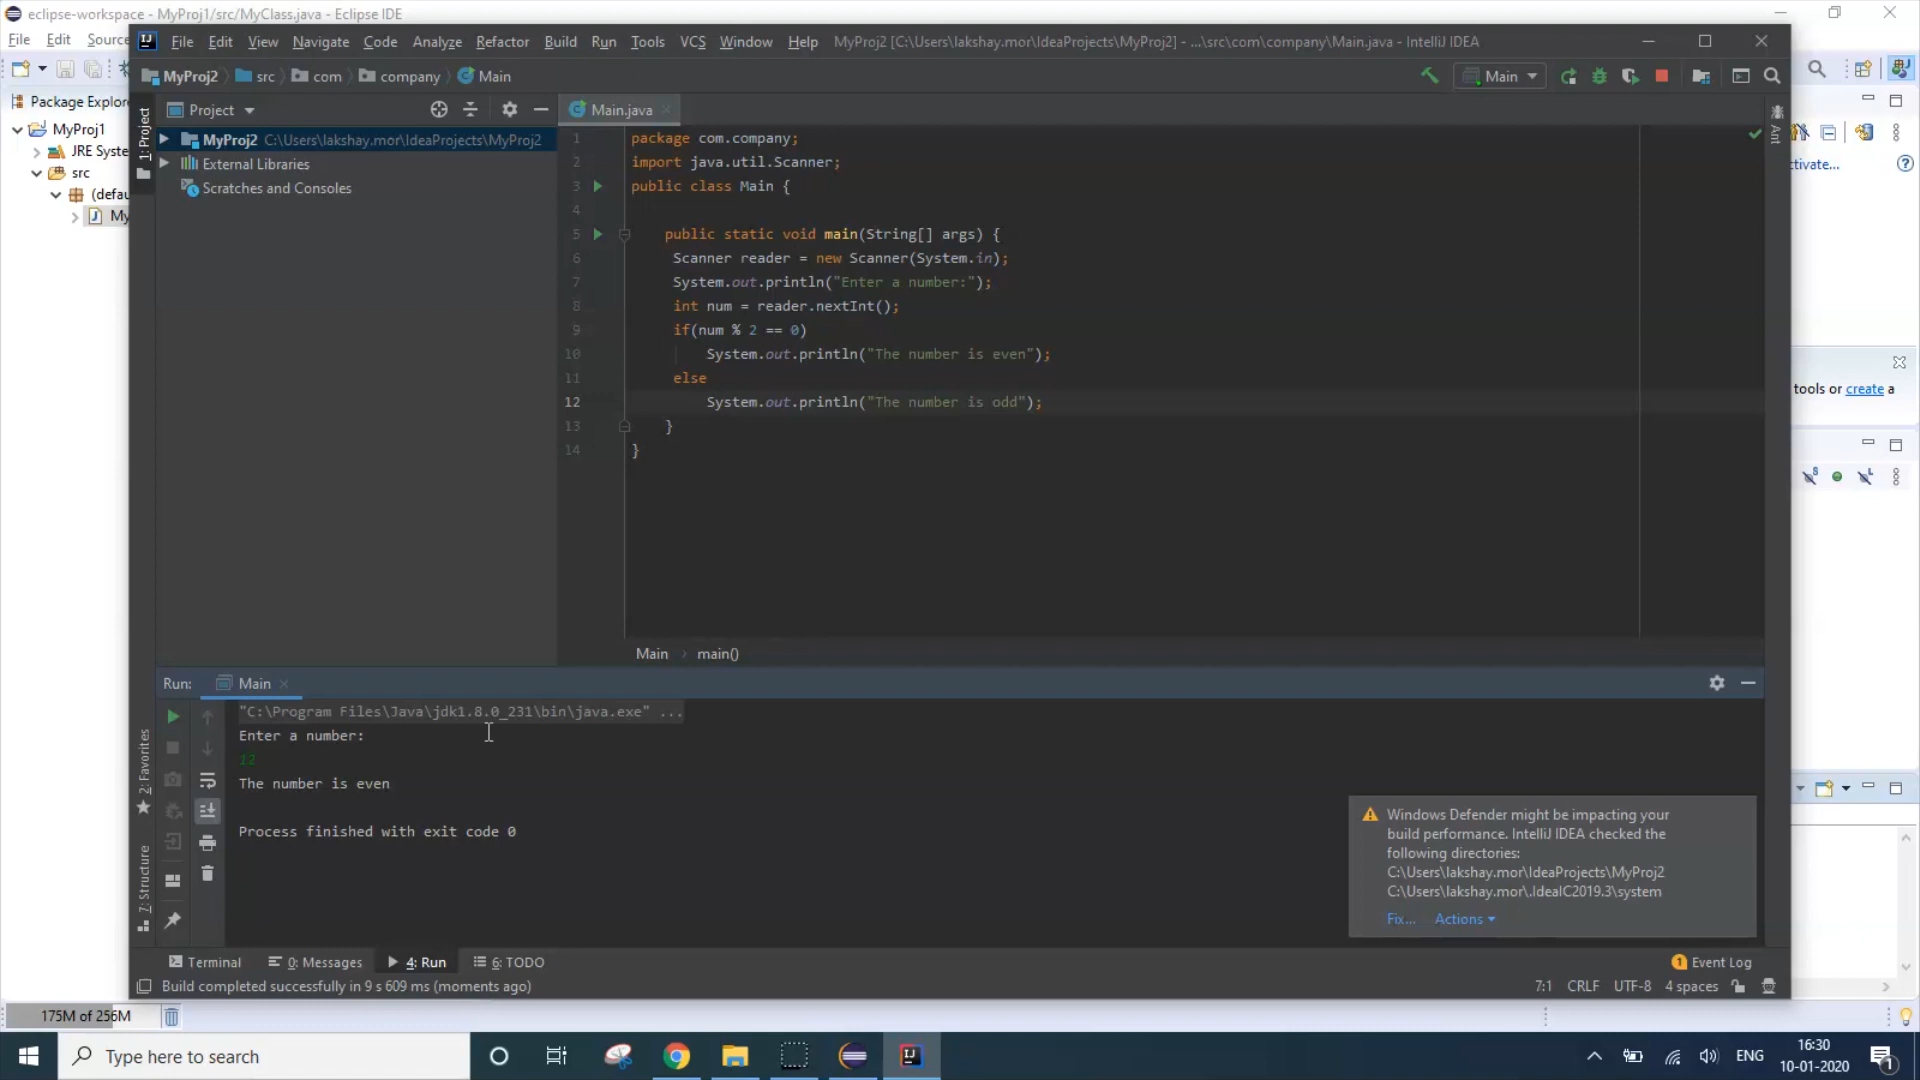 eclipse-workspace - MyProj1/src/MyClass.java - Eclipse IDE
File Edit Source
Package Explor
MyProj1
JRE Syste
src
(defau
My
ctivate...
tools or create a
175M of 256M
File Edit View Navigate Code Analyze Refactor Build Run Tools VCS Window Help MyProj2 [C:\Users\lakshay.mor\IdeaProjects\MyProj2] - ...\src\com\company\Main.java - IntelliJ IDEA
MyProj2 src com company Main
Main
1: Project
Project
Main.java
Ant
MyProj2 C:\Users\lakshay.mor\IdeaProjects\MyProj2
External Libraries
Scratches and Consoles
1 package com.company;
2 import java.util.Scanner;
3 public class Main {
4
5 public static void main(String[] args) {
6 Scanner reader = new Scanner(System.in);
7 System.out.println("Enter a number:");
8 int num = reader.nextInt();
9 if(num % 2 == 0)
10 System.out.println("The number is even");
11 else
12 System.out.println("The number is odd");
13 }
14 }
Main main()
Run: Main
"C:\Program Files\Java\jdk1.8.0_231\bin\java.exe" ...
Enter a number:
12
The number is even
Process finished with exit code 0
2: Favorites
7: Structure
Windows Defender might be impacting your
build performance. IntelliJ IDEA checked the
following directories:
C:\Users\lakshay.mor\IdeaProjects\MyProj2
C:\Users\lakshay.mor\.IdeaIC2019.3\system
Fix... Actions
Terminal 0: Messages 4: Run 6: TODO
1 Event Log
Build completed successfully in 9 s 609 ms (moments ago)
7:1 CRLF UTF-8 4 spaces
Type here to search
ENG
16:30
10-01-2020
1